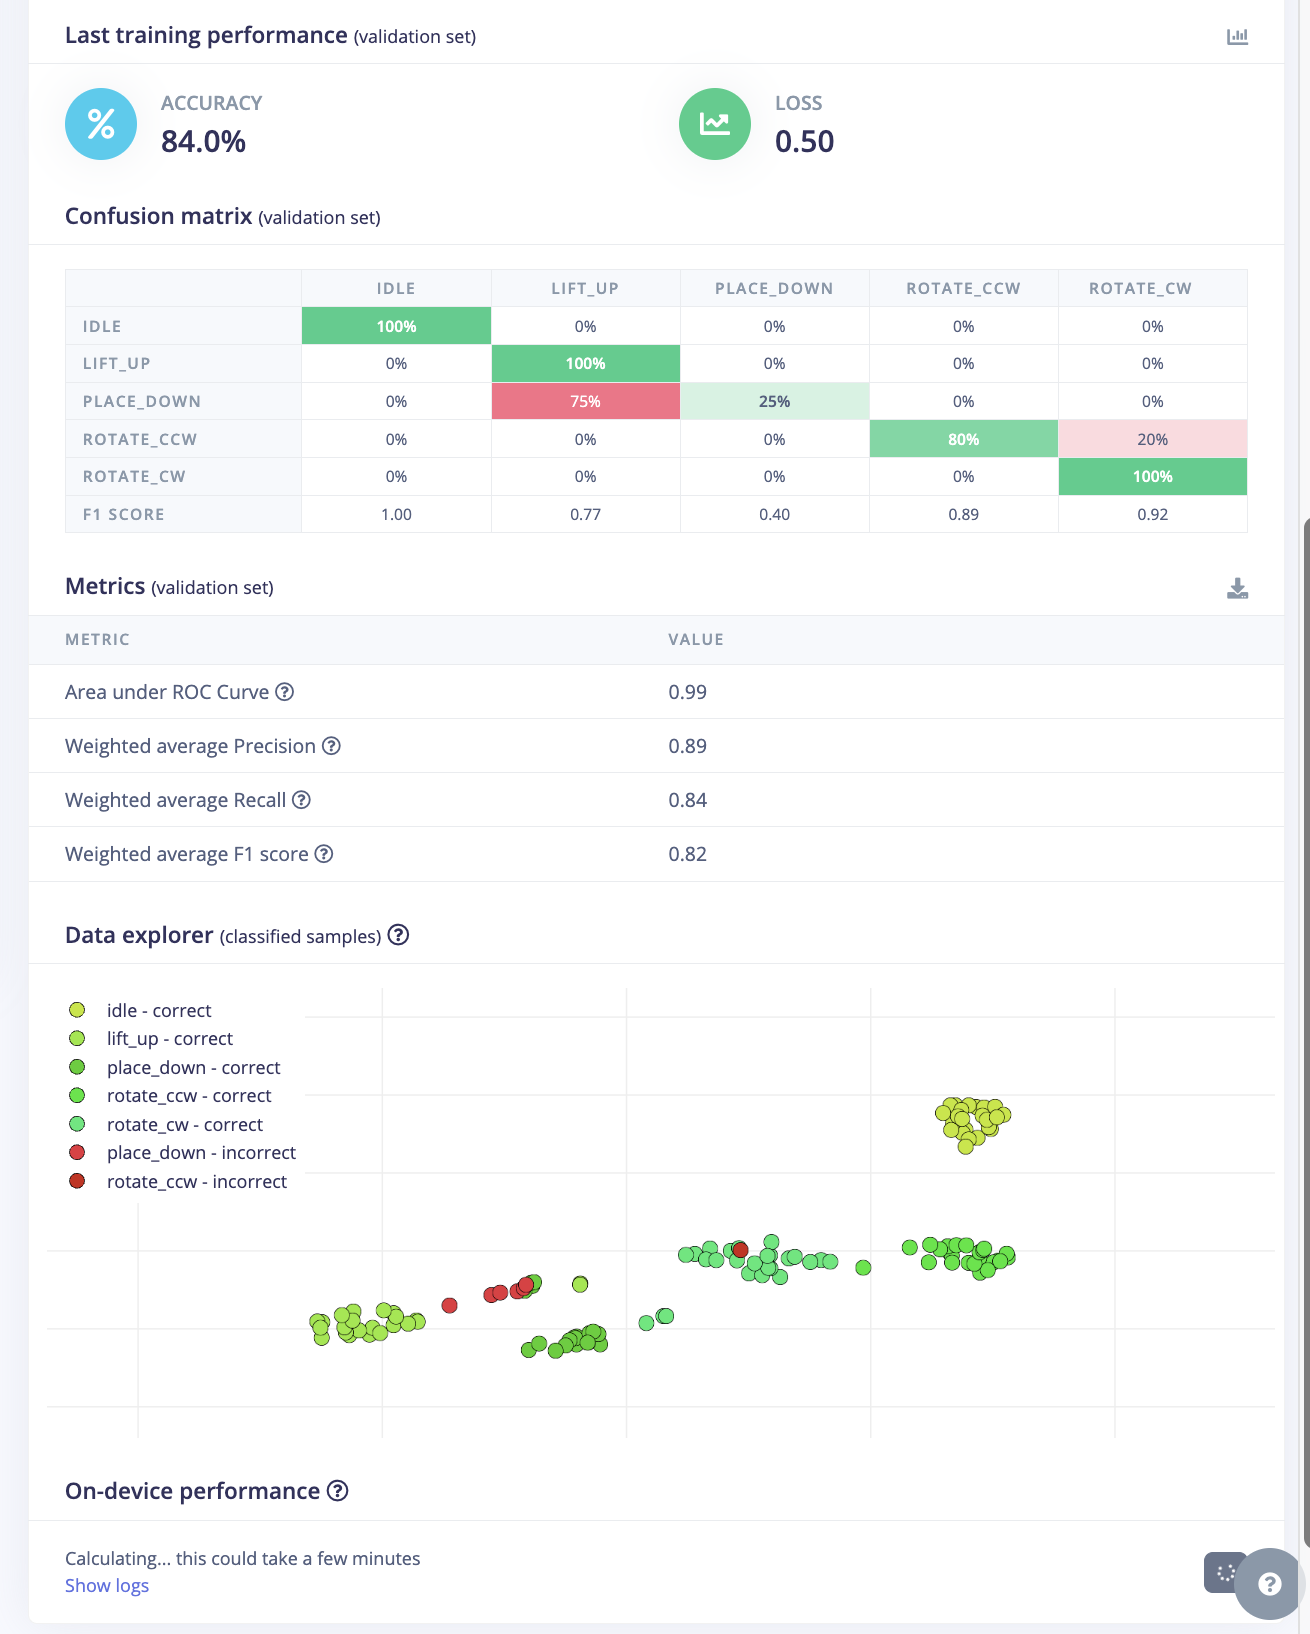 Last training performance (validation set)
ACCURACY
84.0%
LOSS
0.50
Confusion matrix (validation set)
IDLE LIFT_UP PLACE_DOWN ROTATE_CCW ROTATE_CW
IDLE 100% 0% 0% 0% 0%
LIFT_UP 0% 100% 0% 0% 0%
PLACE_DOWN 0% 75% 25% 0% 0%
ROTATE_CCW 0% 0% 0% 80% 20%
ROTATE_CW 0% 0% 0% 0% 100%
F1 SCORE 1.00 0.77 0.40 0.89 0.92
Metrics (validation set)
METRIC VALUE
Area under ROC Curve ? 0.99
Weighted average Precision ? 0.89
Weighted average Recall ? 0.84
Weighted average F1 score ? 0.82
Data explorer (classified samples) ?
idle - correct
lift_up - correct
place_down - correct
rotate_ccw - correct
rotate_cw - correct
place_down - incorrect
rotate_ccw - incorrect
On-device performance ?
Calculating... this could take a few minutes
Show logs
?